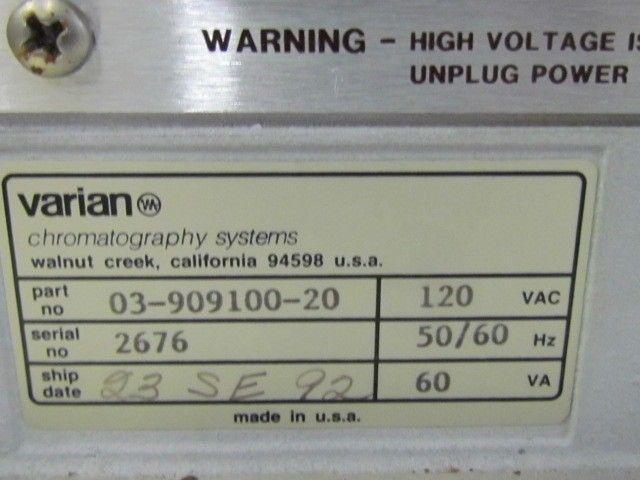 WARNING - HIGH VOLTAGE
UNPLUG POWER
varian VA
chromatography systems
walnut creek, california 94598 u.s.a.
part no 03-909100-20 120 VAC
serial no 2676 50/60 Hz
ship date 23 SE 92 60 VA
made in u.s.a.